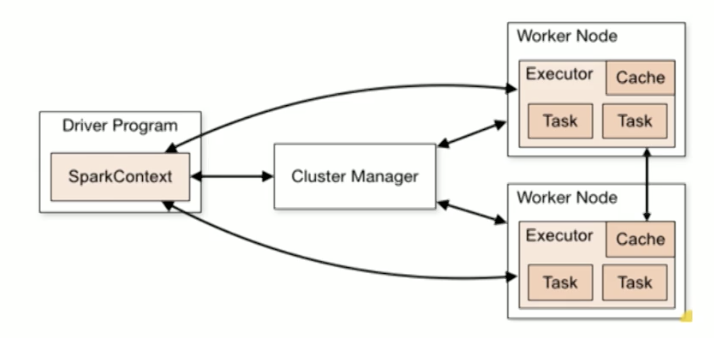 Driver Program
SparkContext
Cluster Manager
Worker Node
Executor
Cache
Task
Task
Worker Node
Executor
Cache
Task
Task